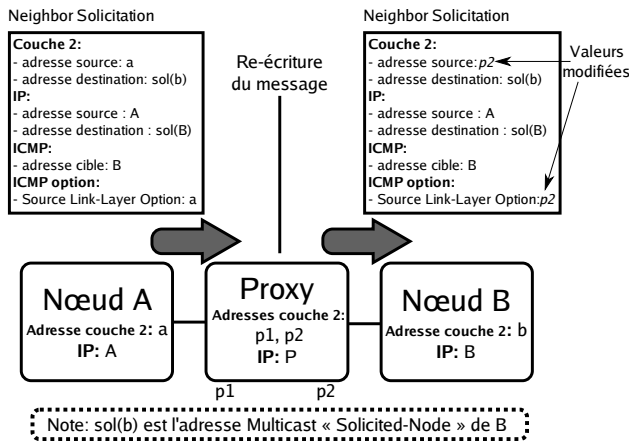 Neighbor Solicitation
Couche 2:
- adresse source: a
- adresse destination: sol(b)
IP:
- adresse source : A
- adresse destination : sol(B)
ICMP:
- adresse cible: B
ICMP option:
- Source Link-Layer Option: a
Re-écriture
du message
Neighbor Solicitation
Couche 2:
- adresse source:p2
- adresse destination: sol(b)
IP:
- adresse source : A
- adresse destination : sol(B)
ICMP:
- adresse cible: B
ICMP option:
- Source Link-Layer Option:p2
Valeurs
modifiées
Nœud A
Adresse couche 2: a
IP: A
Proxy
Adresses couche 2:
p1, p2
IP: P
p1
p2
Nœud B
Adresse couche 2: b
IP: B
Note: sol(b) est l'adresse Multicast « Solicited-Node » de B